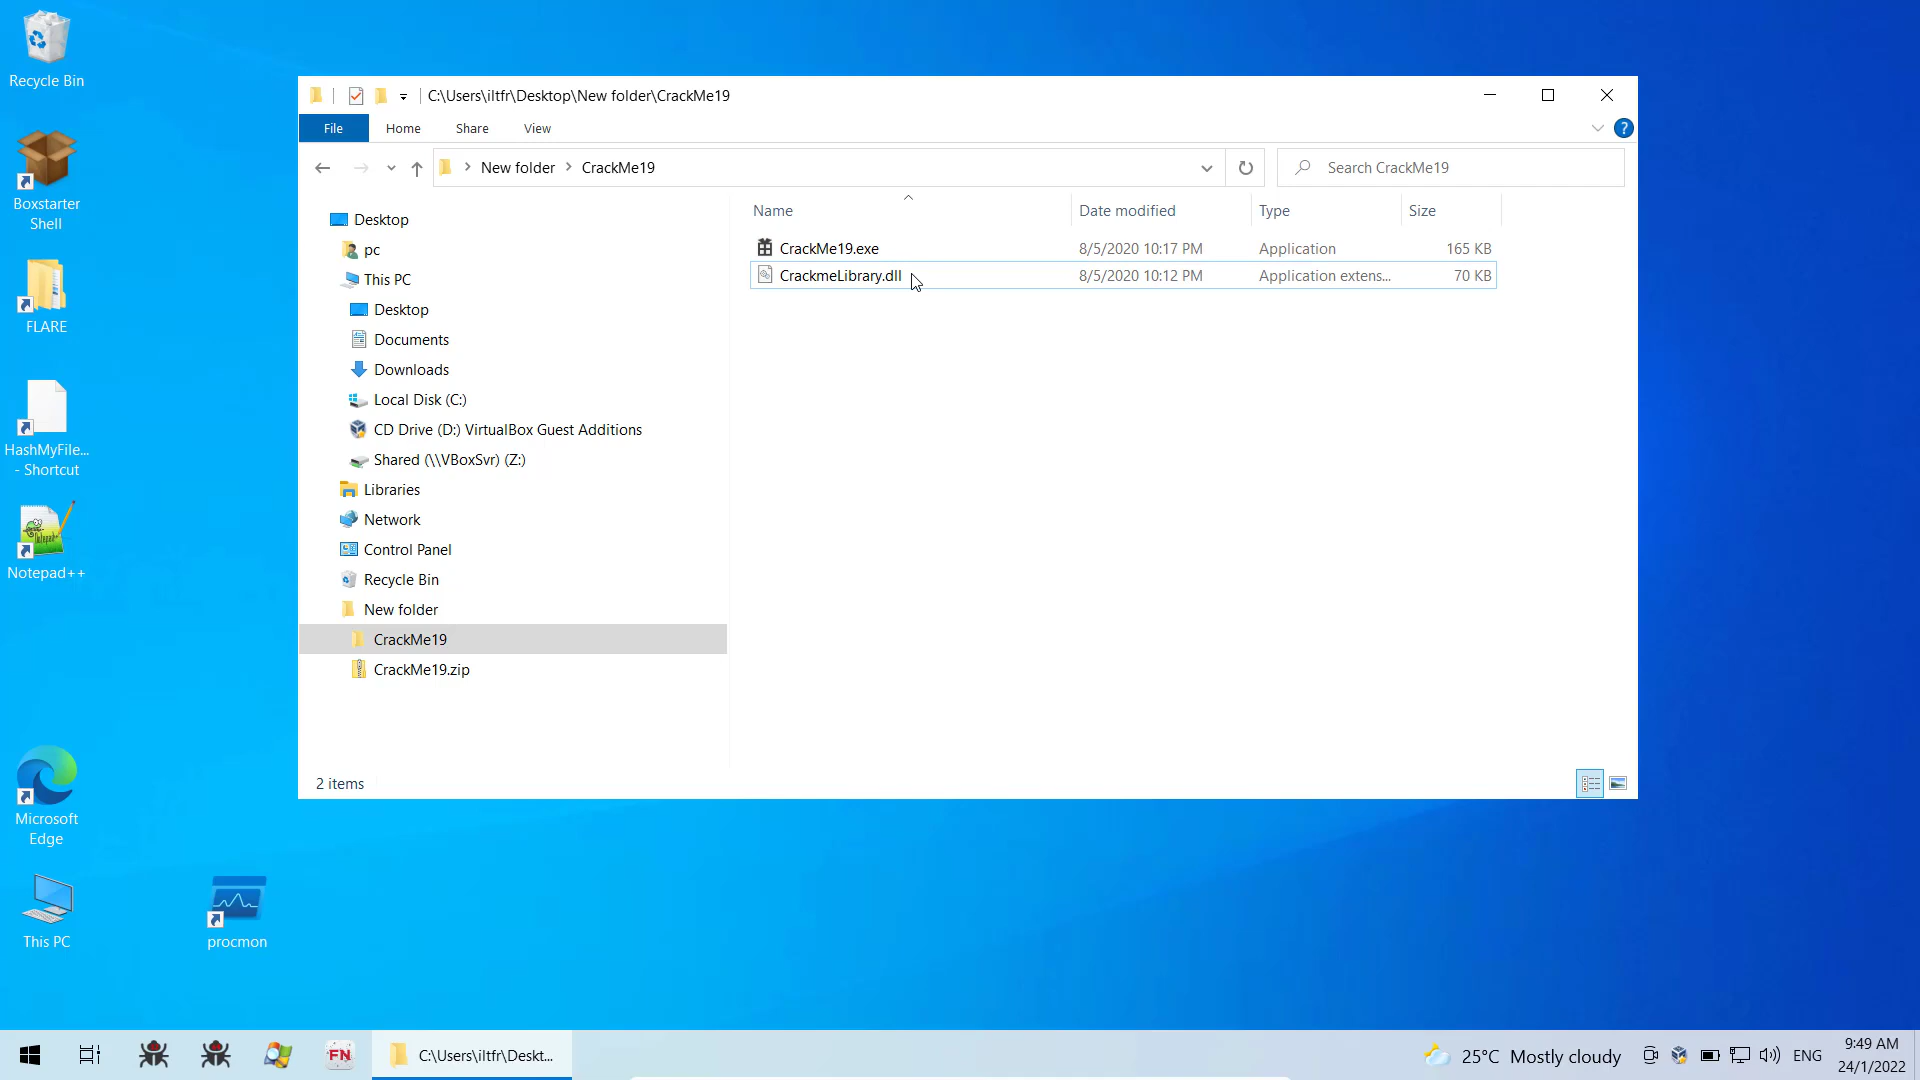 Recycle Bin
Boxstarter
Shell
FLARE
HashMyFile...
- Shortcut
Notepad++
Microsoft
Edge
This PC
procmon
C:\Users\iltfr\Desktop\New folder\CrackMe19
File
Home
Share
View
?
New folder
CrackMe19
Search CrackMe19
Desktop
pc
This PC
Desktop
Documents
Downloads
Local Disk (C:)
CD Drive (D:) VirtualBox Guest Additions
Shared (\\VBoxSvr) (Z:)
Libraries
Network
Control Panel
Recycle Bin
New folder
CrackMe19
CrackMe19.zip
Name Date modified Type Size
CrackMe19.exe 8/5/2020 10:17 PM Application 165 KB
CrackmeLibrary.dll 8/5/2020 10:12 PM Application extens... 70 KB
2 items
FN
C:\Users\iltfr\Deskt...
25°C Mostly cloudy
ENG
9:49 AM
24/1/2022